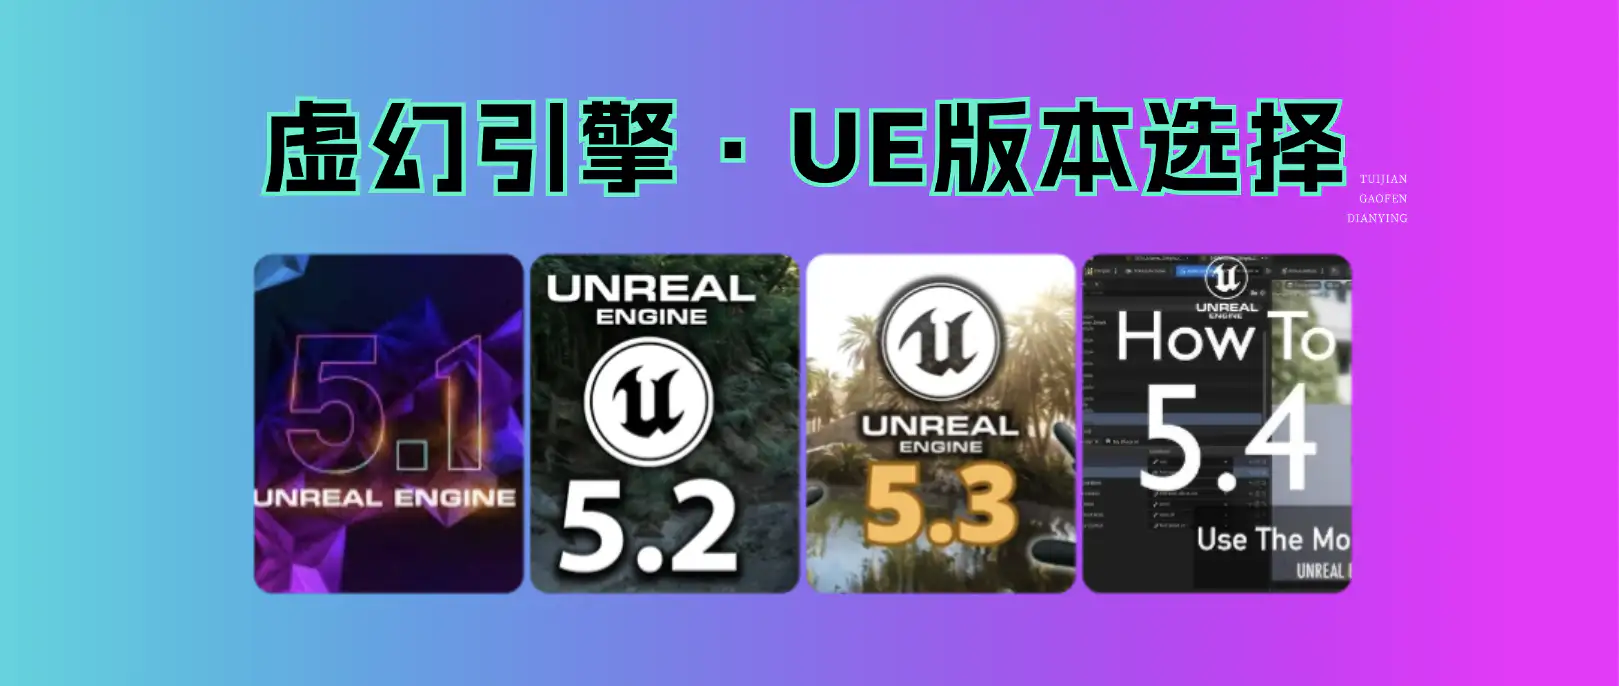 虚幻引擎·UE版本选择
TUIJIAN
GAOFEN
DIANYING
5.1
UNREAL ENGINE
UNREAL
ENGINE
5.2
UNREAL
ENGINE
5.3
UNREAL
ENGINE
How To
5.4
Use The Mo
UNREAL E